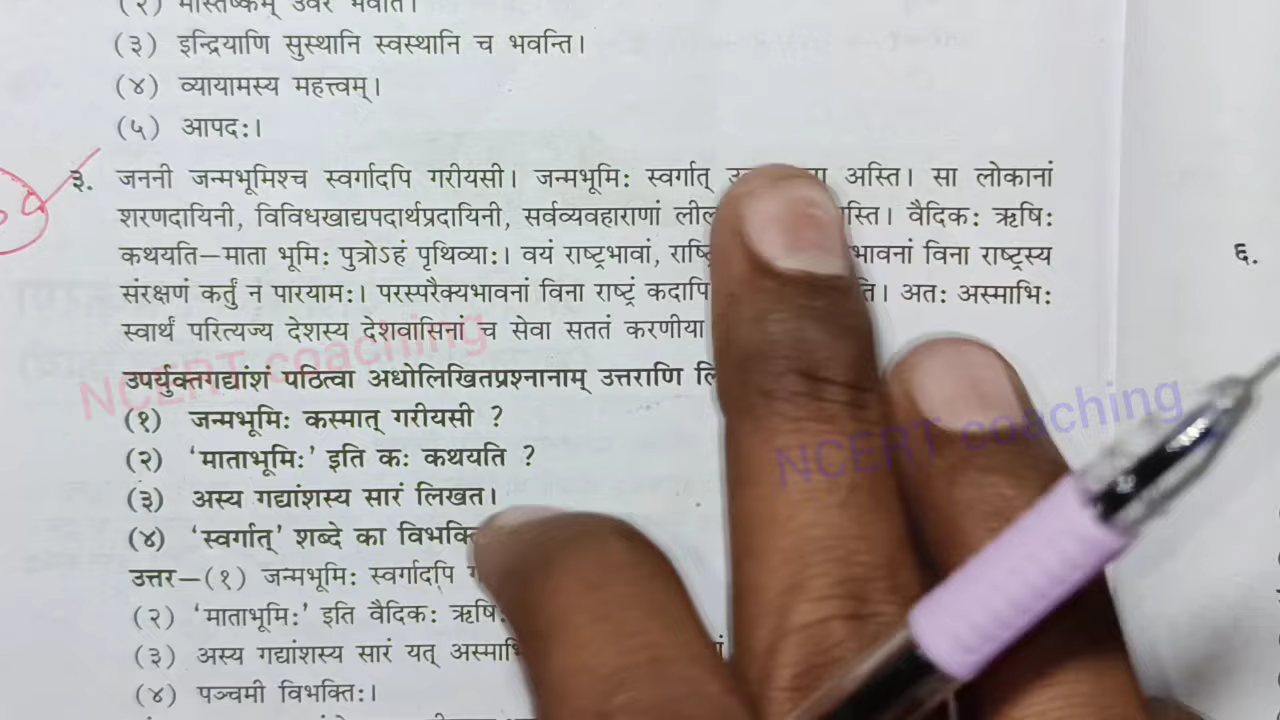 (३) इन्द्रियाणि सुस्थानि स्वस्थानि च भवन्ति।
(४) व्यायामस्य महत्त्वम्।
(५) आपदः।
३. जननी जन्मभूमिश्च स्वर्गादपि गरीयसी। जन्मभूमिः स्वर्गात् अस्ति। सा लोकानां
शरणदायिनी, विविधखाद्यपदार्थप्रदायिनी, सर्वव्यवहाराणां वैदिकः ऋषिः
कथयति—माता भूमिः पुत्रोऽहं पृथिव्याः। वयं राष्ट्रभावां, विना राष्ट्रस्य
संरक्षणं कर्तुं न पारयामः। परस्परैक्यभावनां विना राष्ट्रं कदापि अतः अस्माभिः
स्वार्थं परित्यज्य देशस्य देशवासिनां च सेवा सततं करणीया
उपर्युक्तगद्यांशं पठित्वा अधोलिखितप्रश्नानाम् उत्तराणि
(१) जन्मभूमिः कस्मात् गरीयसी ?
(२) ‘माताभूमिः’ इति कः कथयति ?
(३) अस्य गद्यांशस्य सारं लिखत।
(४) ‘स्वर्गात्’ शब्दे का
उत्तर—(१) जन्मभूमिः स्वर्गादपि
(२) ‘माताभूमिः’ इति वैदिकः ऋषिः
(३) अस्य गद्यांशस्य सारं यत्
(४) पञ्चमी विभक्तिः।
६.
NCERT coaching
NCERT coaching